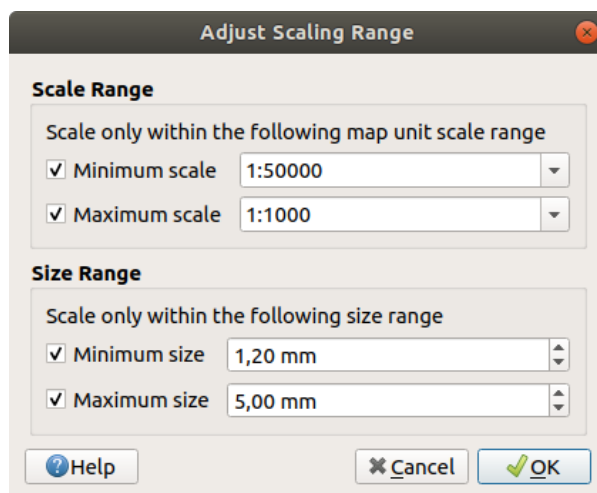 Adjust Scaling Range
Scale Range
Scale only within the following map unit scale range
Minimum scale 1:50000
Maximum scale 1:1000
Size Range
Scale only within the following size range
Minimum size 1,20 mm
Maximum size 5,00 mm
?Help Cancel OK